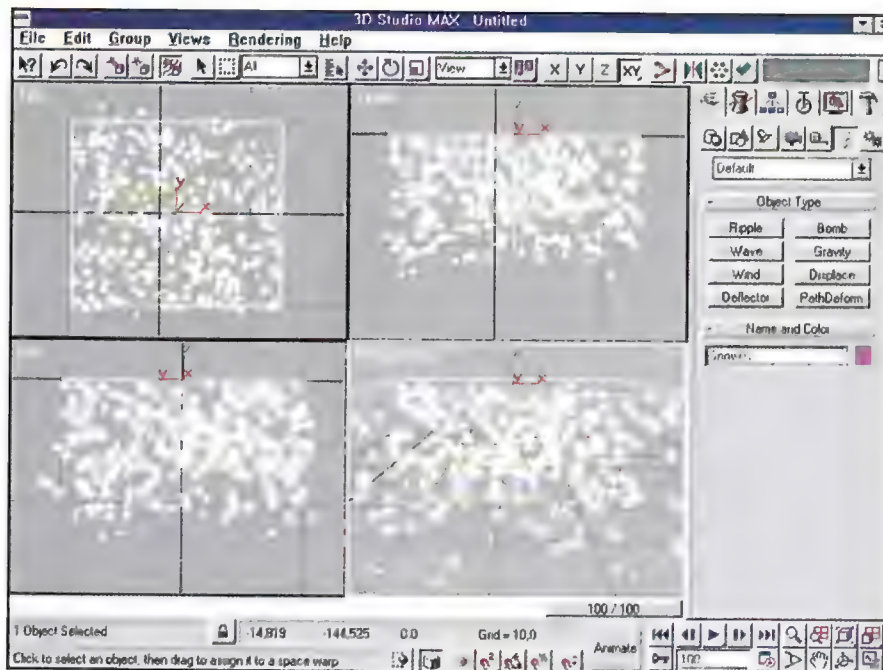 3D Studio MAX Untitled
File Edit Group Views Rendering Help
All View X Y Z XY
Default
Object Type
Ripple Bomb
Wave Gravity
Wind Displace
Deflector PathDeform
Name and Color
y x
y x
y x
y x
100 / 100
1 Object Selected -14,819 -144,525 0.0 Grid = 10,0 Animate
Click to select an object, then drag to assign it to a space warp 100